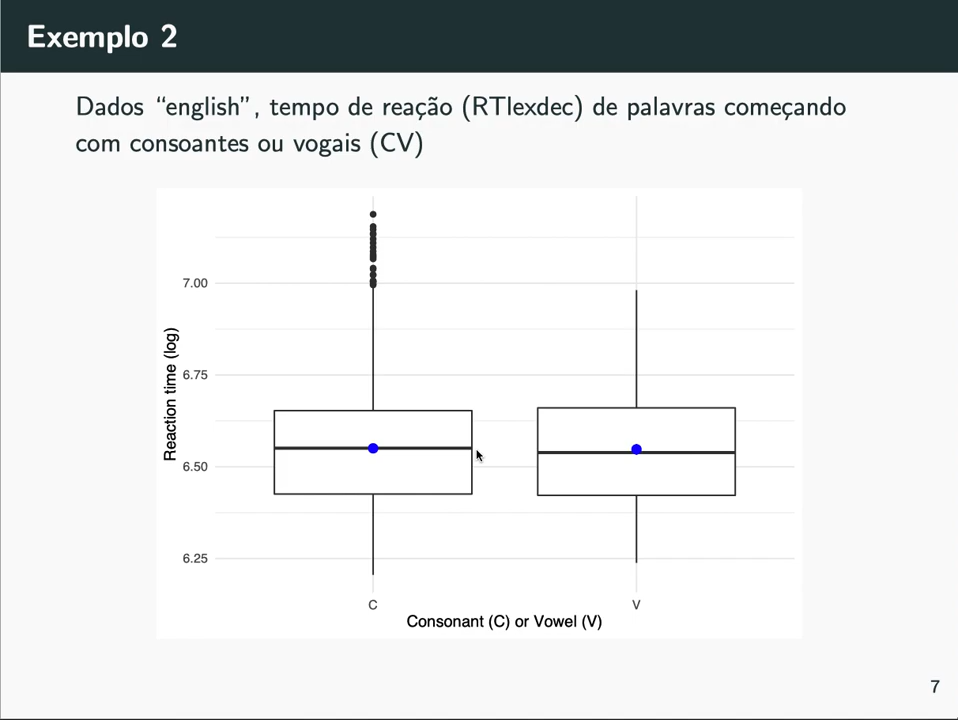 Exemplo 2
Dados “english”, tempo de reação (RTlexdec) de palavras começando
com consoantes ou vogais (CV)
7.00
6.75
6.50
6.25
Reaction time (log)
C
V
Consonant (C) or Vowel (V)
7